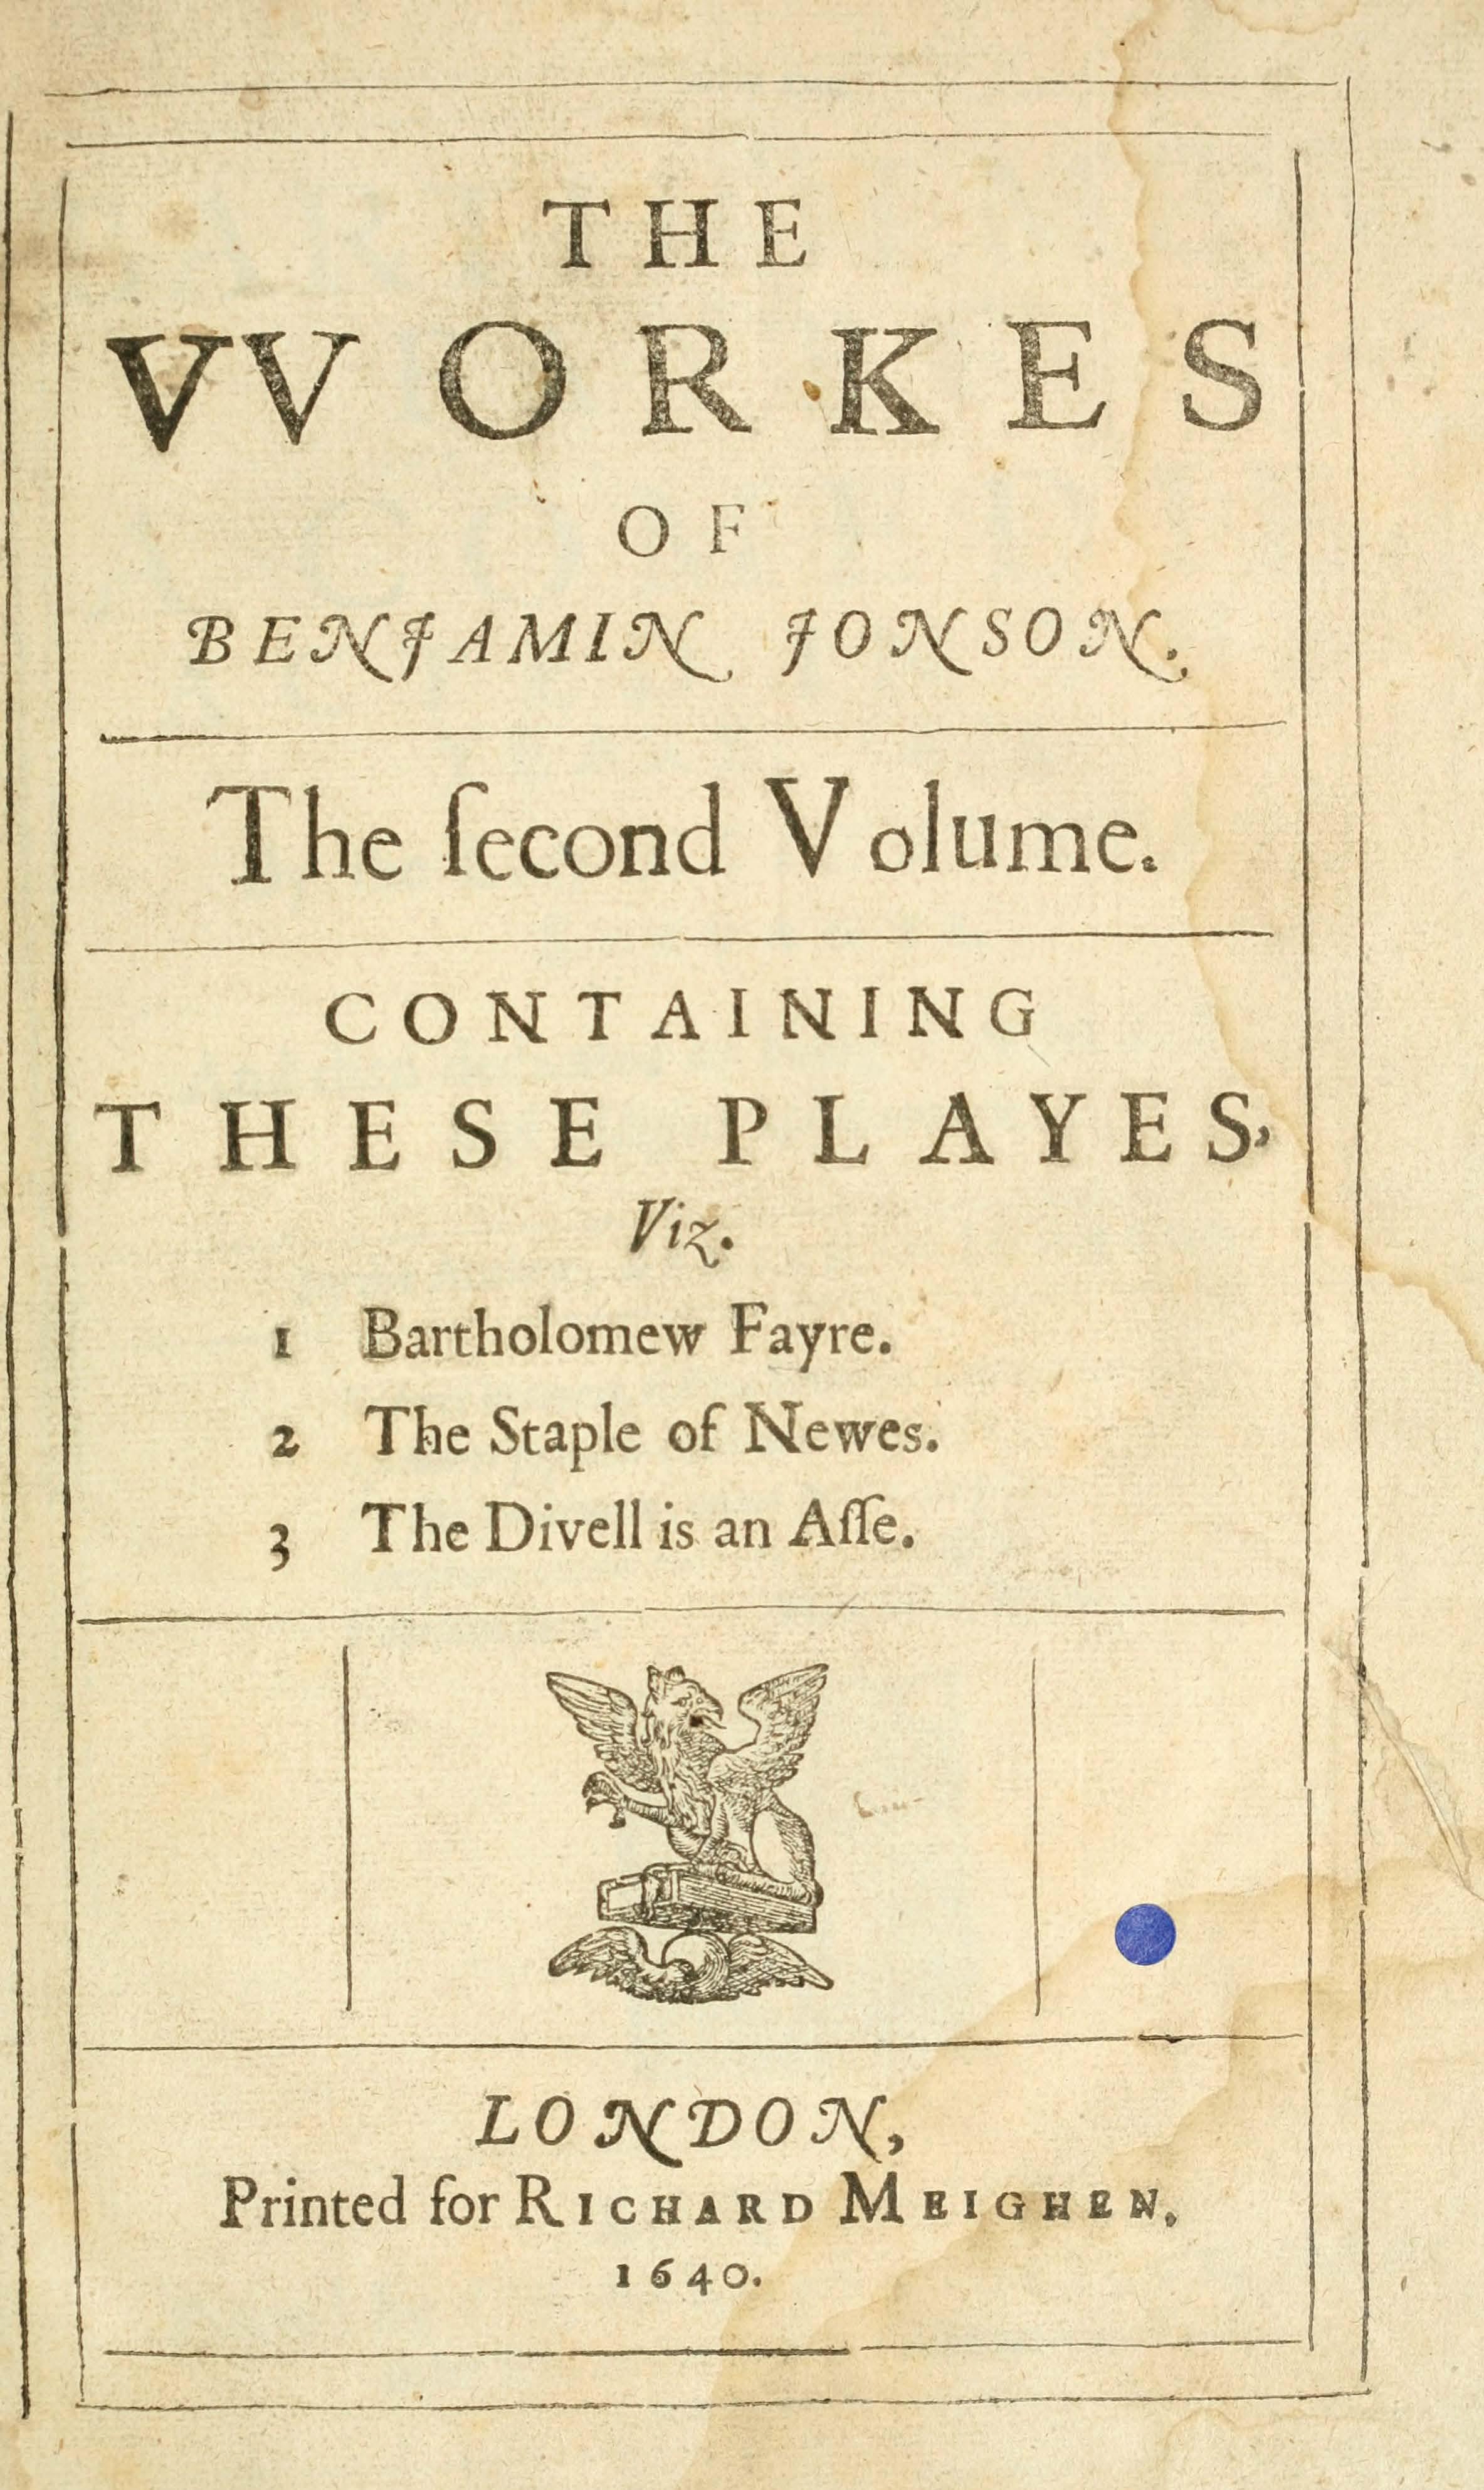 THE
VVORKES
OF
BENJAMIN JONSON.
The ſecond Volume.
CONTAINING
THESE PLAYES,
Viz.
1 Bartholomew Fayre.
2 The Staple of Newes.
3 The Divell is an Aſſe.
LONDON,
Printed for RICHARD MEIGHEN.
1640.